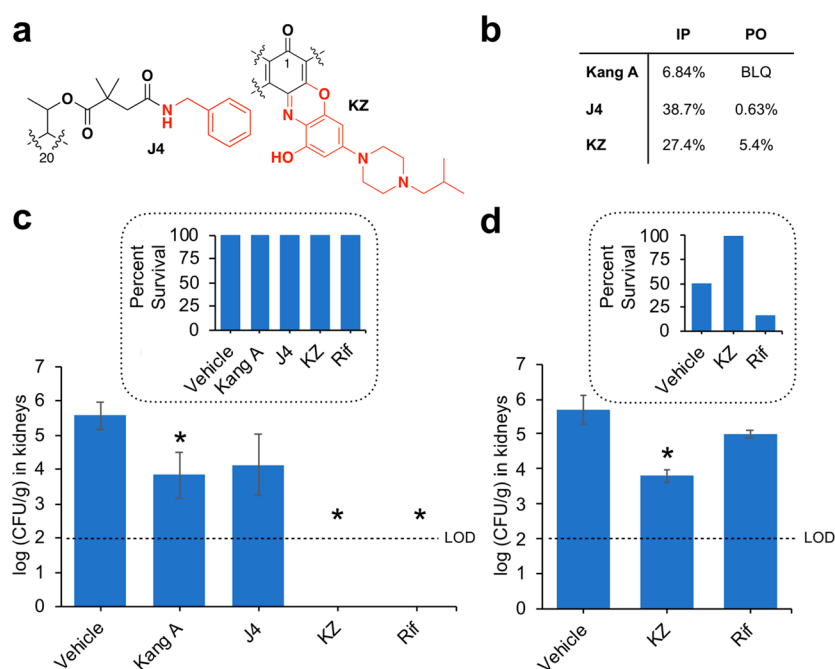 a
O
1
O
N
HO
N
N
KZ
O
O
O
N
H
20
J4
b
IP PO
Kang A 6.84% BLQ
J4 38.7% 0.63%
KZ 27.4% 5.4%
c
Percent
Survival
100
75
50
25
0
Vehicle
Kang A
J4
KZ
Rif
log (CFU/g) in kidneys
7
6
5
4
3
2
1
0
*
*
*
LOD
Vehicle
Kang A
J4
KZ
Rif
d
Percent
Survival
100
75
50
25
0
Vehicle
KZ
Rif
log (CFU/g) in kidneys
7
6
5
4
3
2
1
0
*
LOD
Vehicle
KZ
Rif